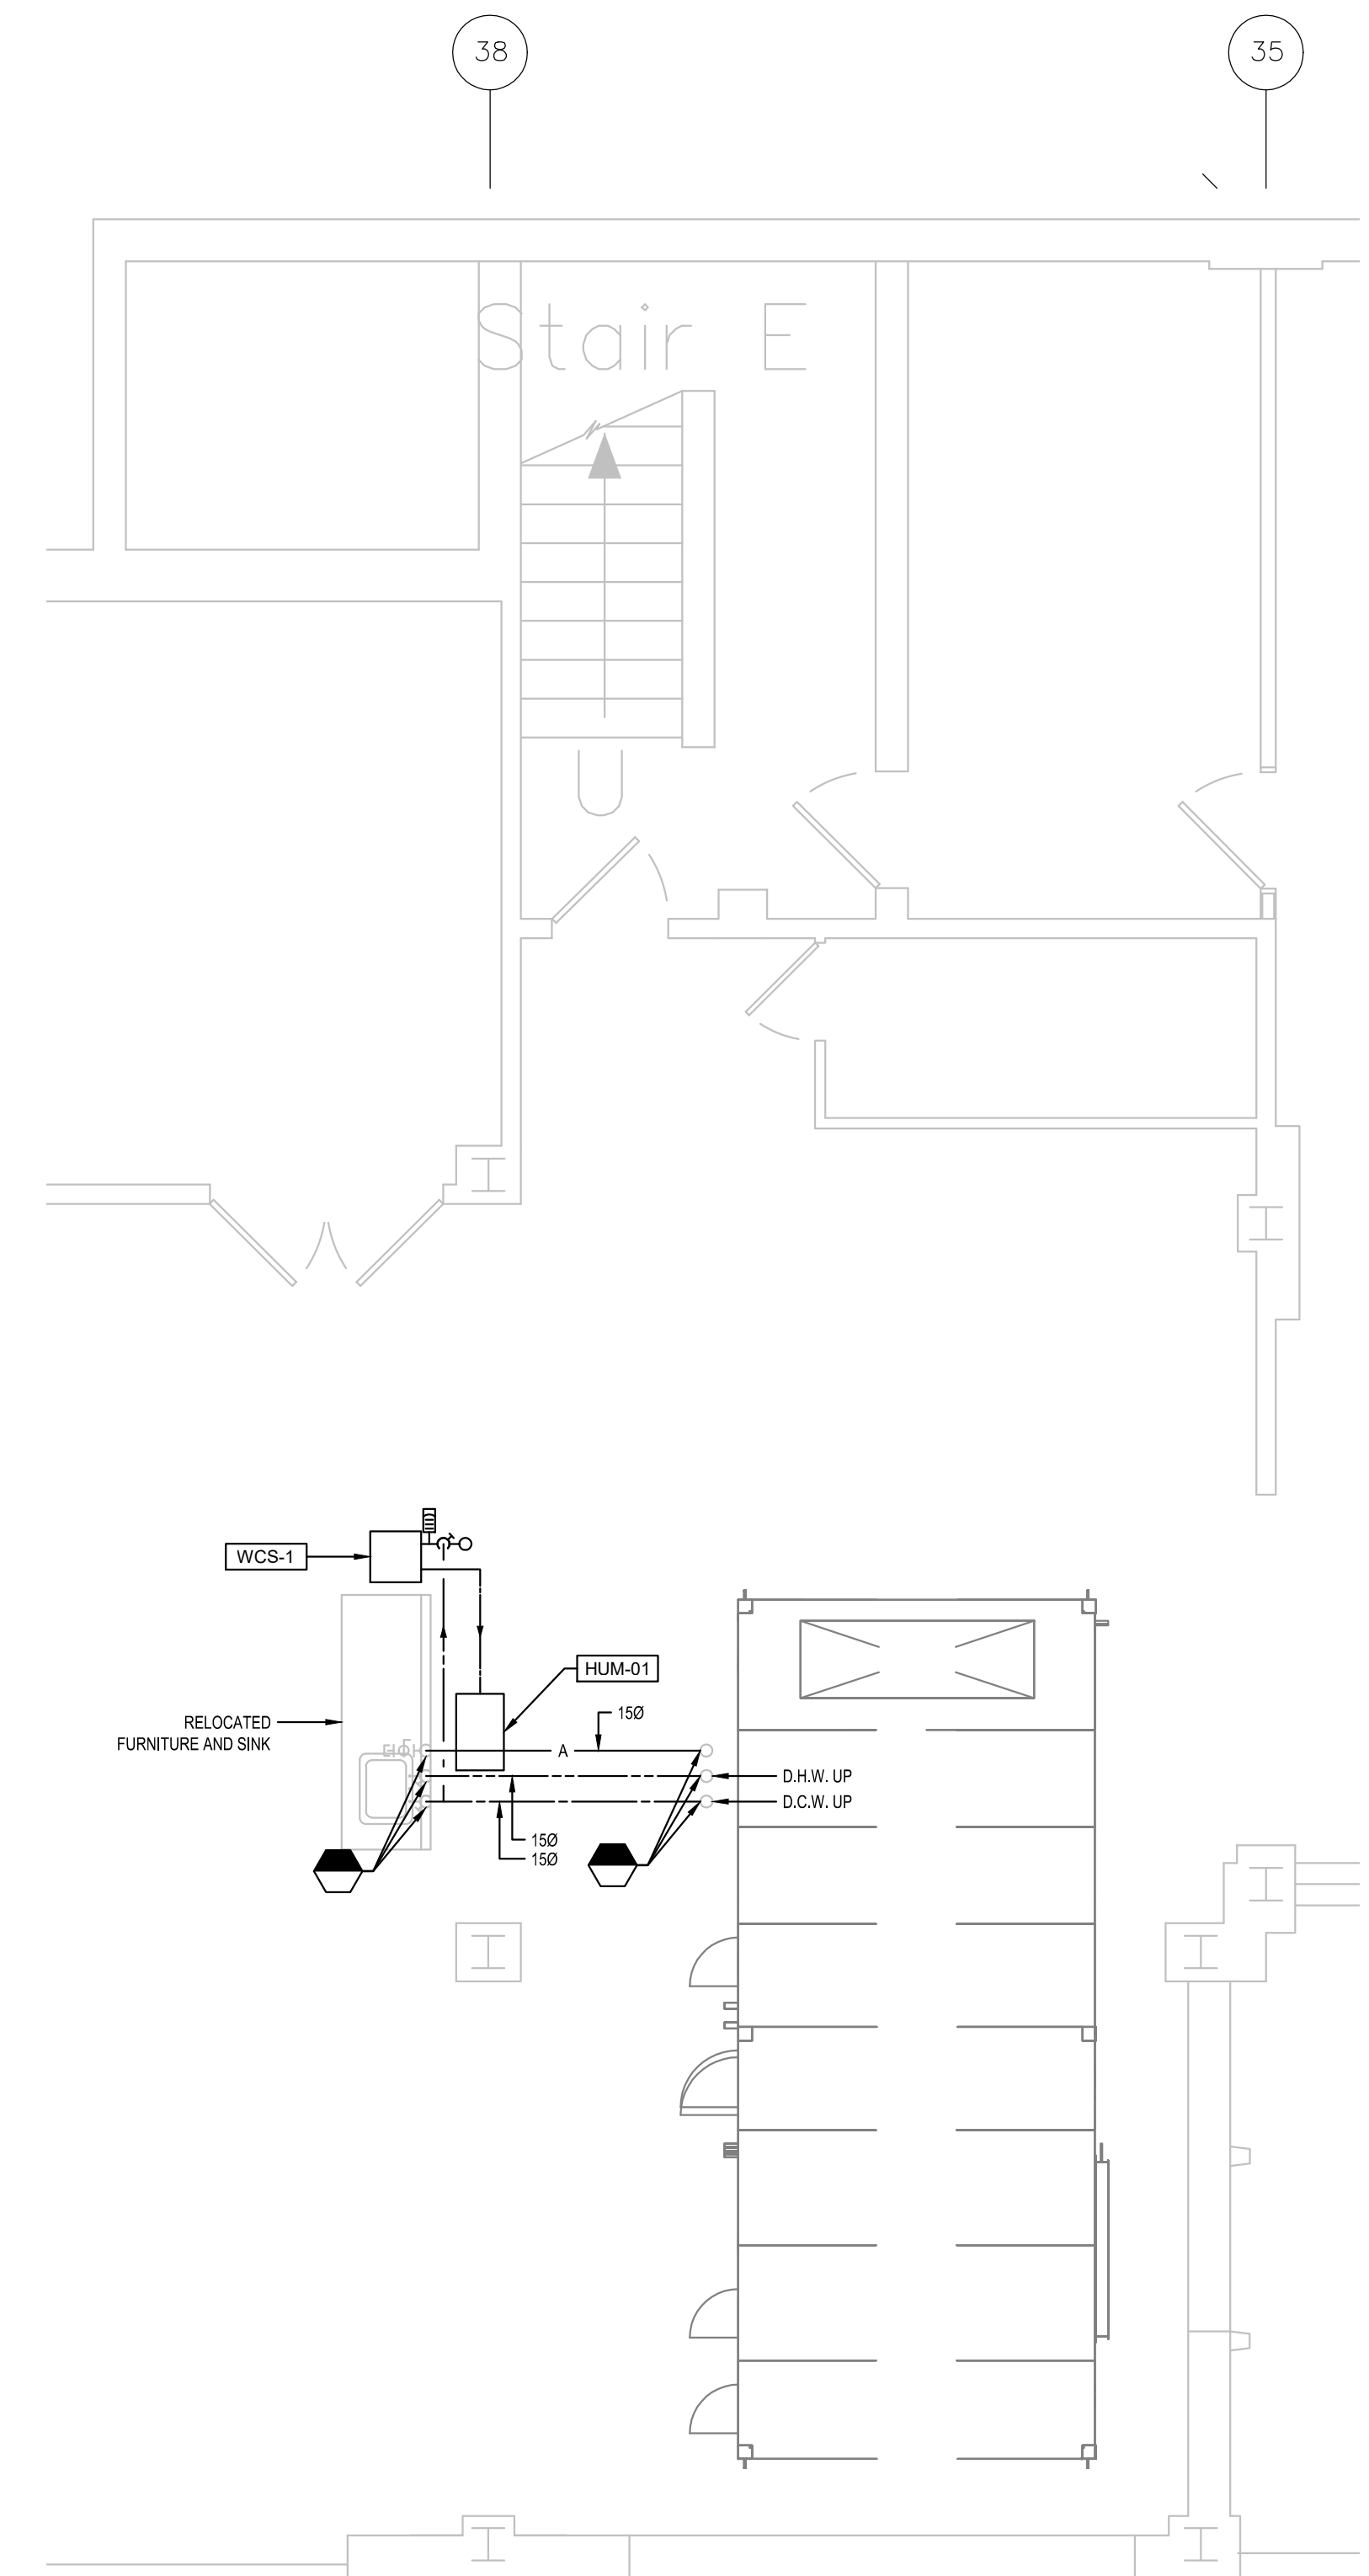 38
35
Stair E
U
WCS-1
HUM-01
15Ø
RELOCATED
FURNITURE AND SINK
A
D.H.W. UP
D.C.W. UP
15Ø
15Ø